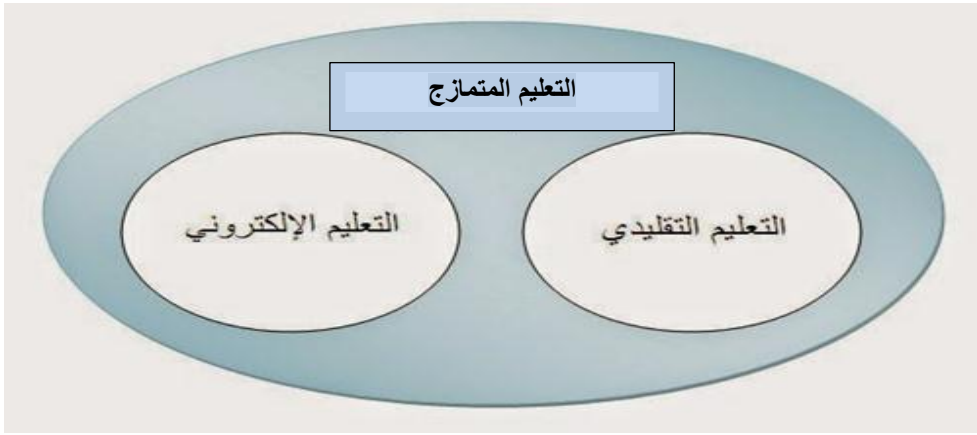 التعليم المتمازج
التعليم التقليدي
التعليم الإلكتروني